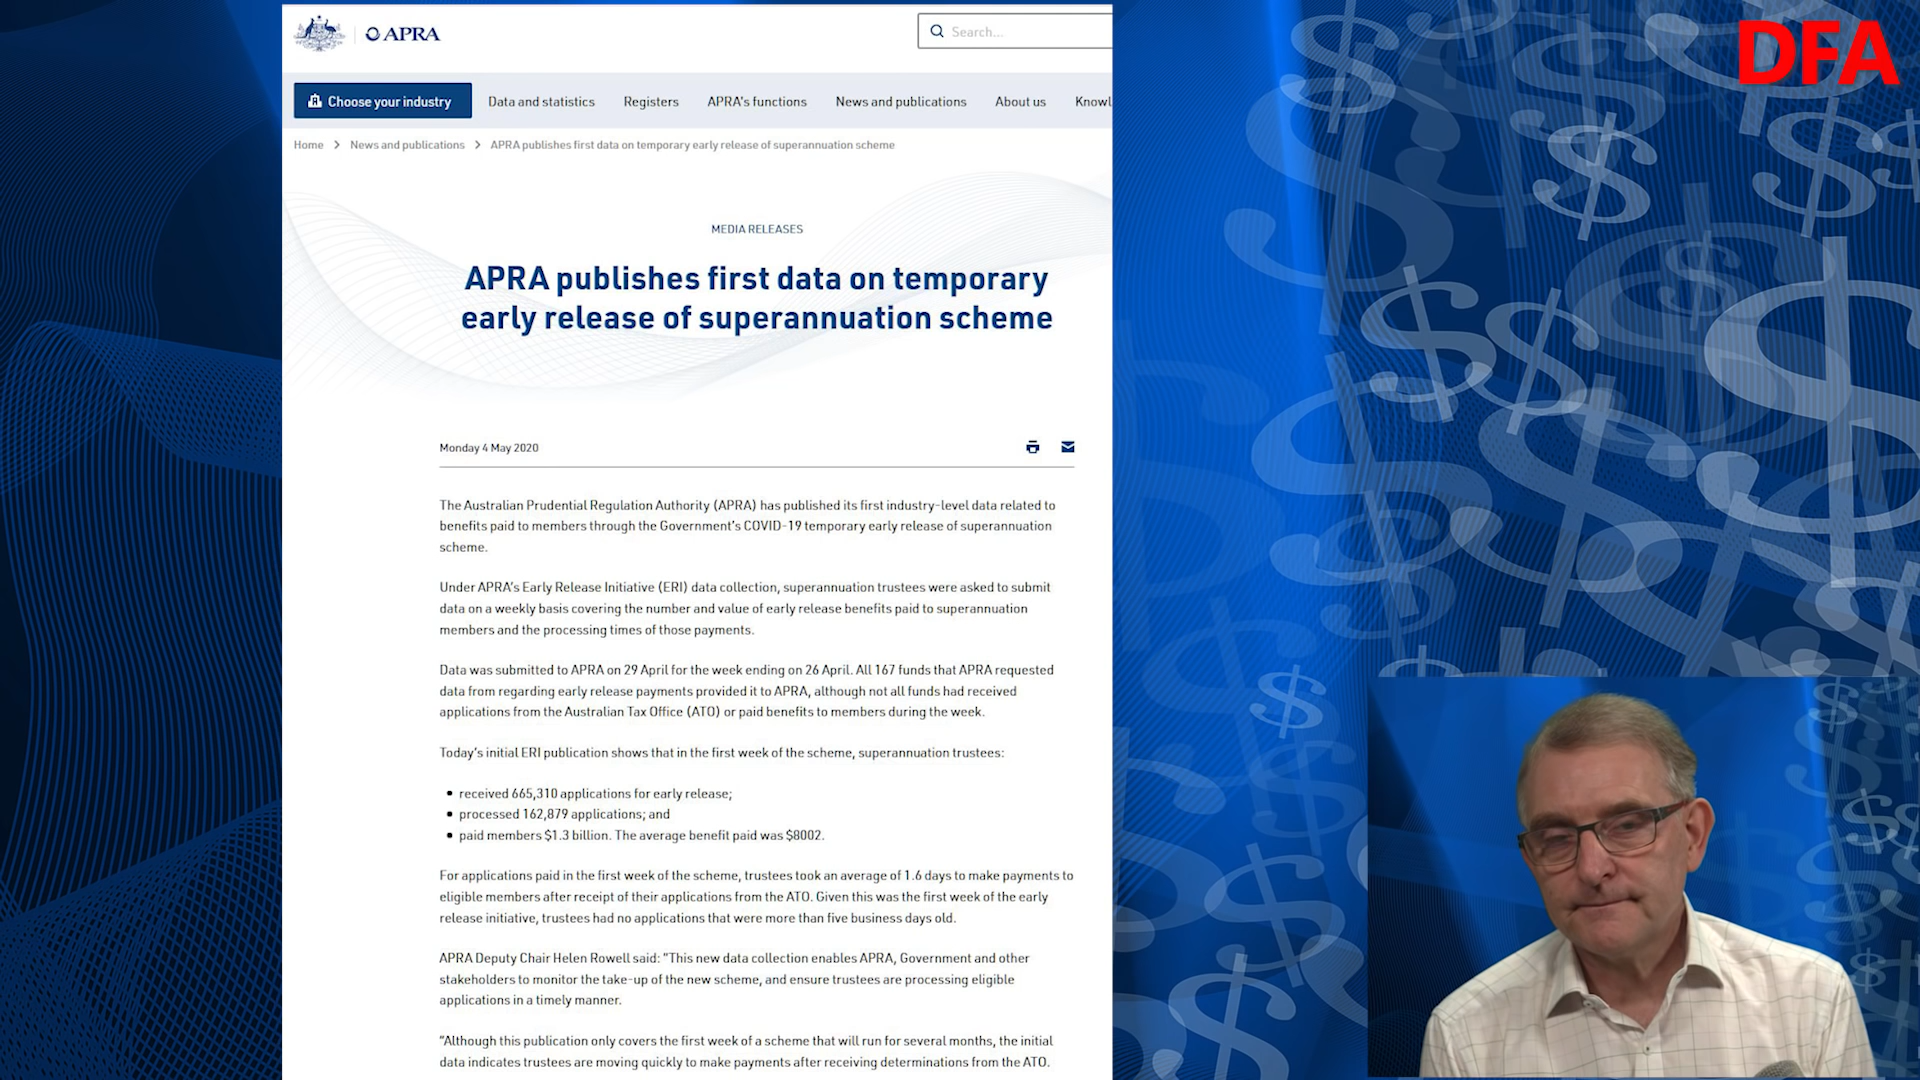 APRA
Search...
DFA
Choose your industry
Data and statistics
Registers
APRA's functions
News and publications
About us
Knowl
Home > News and publications > APRA publishes first data on temporary early release of superannuation scheme
MEDIA RELEASES
APRA publishes first data on temporary
early release of superannuation scheme
Monday 4 May 2020
The Australian Prudential Regulation Authority (APRA) has published its first industry-level data related to
benefits paid to members through the Government's COVID-19 temporary early release of superannuation
scheme.
Under APRA's Early Release Initiative (ERI) data collection, superannuation trustees were asked to submit
data on a weekly basis covering the number and value of early release benefits paid to superannuation
members and the processing times of those payments.
Data was submitted to APRA on 29 April for the week ending on 26 April. All 167 funds that APRA requested
data from regarding early release payments provided it to APRA, although not all funds had received
applications from the Australian Tax Office (ATO) or paid benefits to members during the week.
Today's initial ERI publication shows that in the first week of the scheme, superannuation trustees:
• received 665,310 applications for early release;
• processed 162,879 applications; and
• paid members $1.3 billion. The average benefit paid was $8002.
For applications paid in the first week of the scheme, trustees took an average of 1.6 days to make payments to
eligible members after receipt of their applications from the ATO. Given this was the first week of the early
release initiative, trustees had no applications that were more than five business days old.
APRA Deputy Chair Helen Rowell said: "This new data collection enables APRA, Government and other
stakeholders to monitor the take-up of the new scheme, and ensure trustees are processing eligible
applications in a timely manner.
"Although this publication only covers the first week of a scheme that will run for several months, the initial
data indicates trustees are moving quickly to make payments after receiving determinations from the ATO.